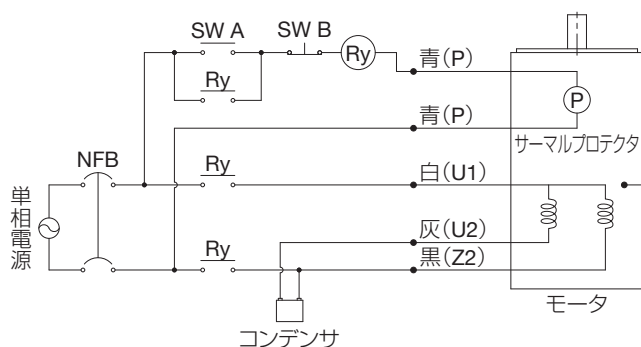 SW A
SW B
Ry
青(P)
Ry
P
青(P)
サーマルプロテクタ
NFB
Ry
白(U1)
単相電源
灰(U2)
Ry
黒(Z2)
モータ
コンデンサ